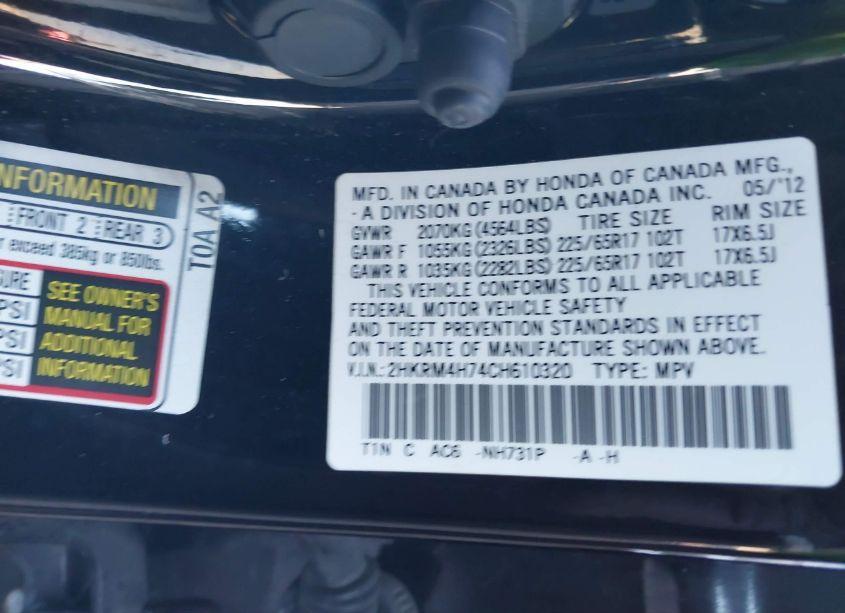 NFORMATION
FRONT 2 REAR 3
exceed 385kg or 850lbs.
URE
PSI
PSI
PSI
SEE OWNER'S
MANUAL FOR
ADDITIONAL
INFORMATION
T0A A2
MFD. IN CANADA BY HONDA OF CANADA MFG.,
-A DIVISION OF HONDA CANADA INC. 05/'12
GVWR 2070KG(4564LBS) TIRE SIZE RIM SIZE
GAWR F 1055KG(2326LBS) 225/65R17 102T 17X6.5J
GAWR R 1035KG(2282LBS) 225/65R17 102T 17X6.5J
THIS VEHICLE CONFORMS TO ALL APPLICABLE
FEDERAL MOTOR VEHICLE SAFETY
AND THEFT PREVENTION STANDARDS IN EFFECT
ON THE DATE OF MANUFACTURE SHOWN ABOVE.
V.I.N.:2HKRM4H74CH610320 TYPE: MPV
T1N C AC6 -NH731P -A -H